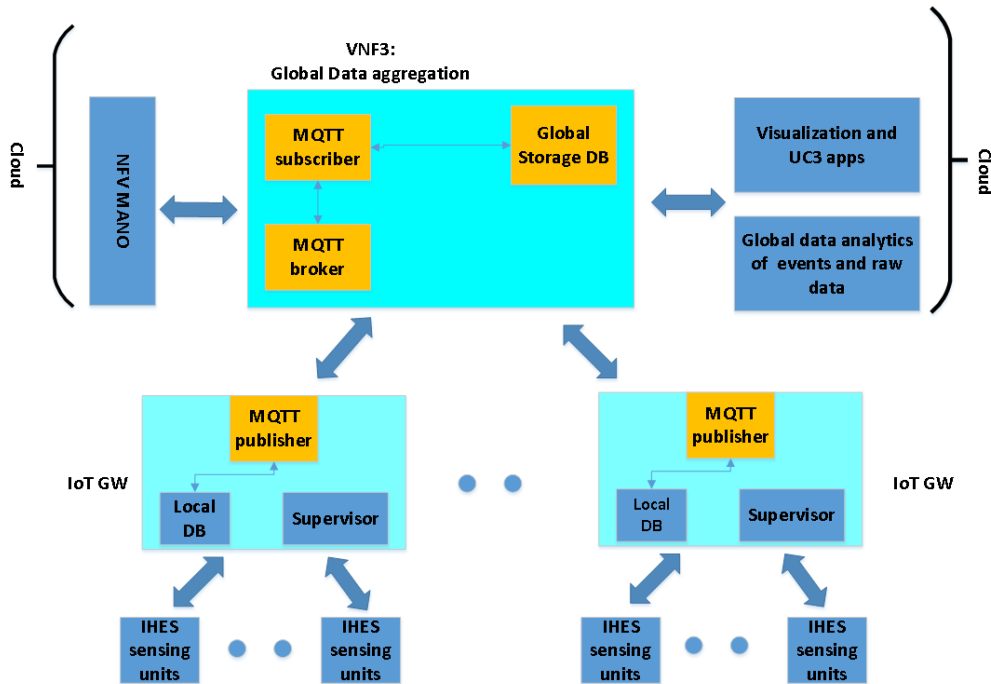 VNF3:
Global Data aggregation
Cloud
NFV MANO
MQTT
subscriber
Global
Storage DB
MQTT
broker
Visualization and
UC3 apps
Global data analytics
of events and raw
data
Cloud
IoT GW
MQTT
publisher
Local
DB
Supervisor
MQTT
publisher
Local
DB
Supervisor
IoT GW
IHES
sensing
units
IHES
sensing
units
IHES
sensing
units
IHES
sensing
units